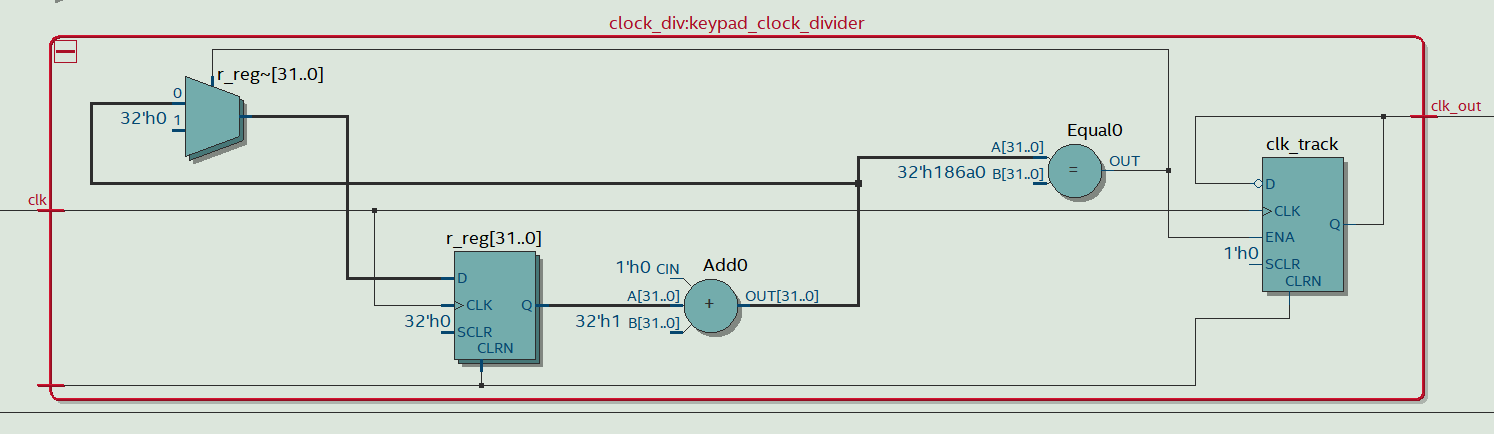 clock_div:keypad_clock_divider
r_reg~[31..0]
0
32'h0
1
clk
r_reg[31..0]
D
CLK
Q
32'h0
SCLR
CLRN
Add0
1'h0 CIN
A[31..0]
OUT[31..0]
+
32'h1 B[31..0]
Equal0
A[31..0]
OUT
=
32'h186a0 B[31..0]
clk_out
clk_track
D
CLK
Q
ENA
1'h0
SCLR
CLRN